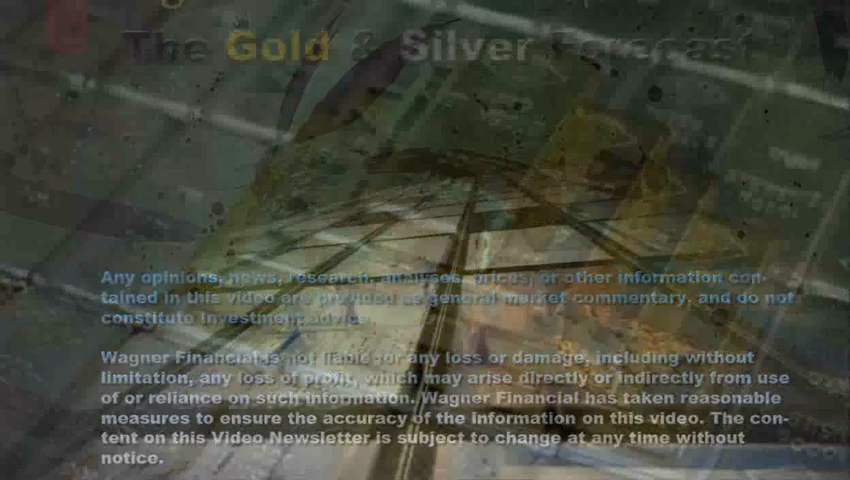 The Gold & Silver Forecast
Any opinions, news, research, analyses, prices, or other information con-
tained in this video are provided as general market commentary, and do not
constitute investment advice.
Wagner Financial is not liable for any loss or damage, including without
limitation, any loss of profit, which may arise directly or indirectly from use
of or reliance on such information. Wagner Financial has taken reasonable
measures to ensure the accuracy of the information on this video. The con-
tent on this Video Newsletter is subject to change at any time without
notice.